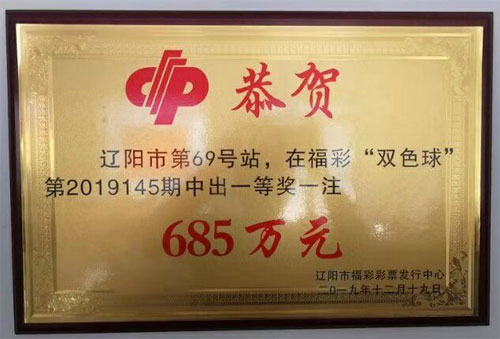 恭贺
辽阳市第69号站，在福彩“双色球”
第2019145期中出一等奖一注
685万元
辽阳市福彩彩票发行中心
二〇一九年十二月十九日